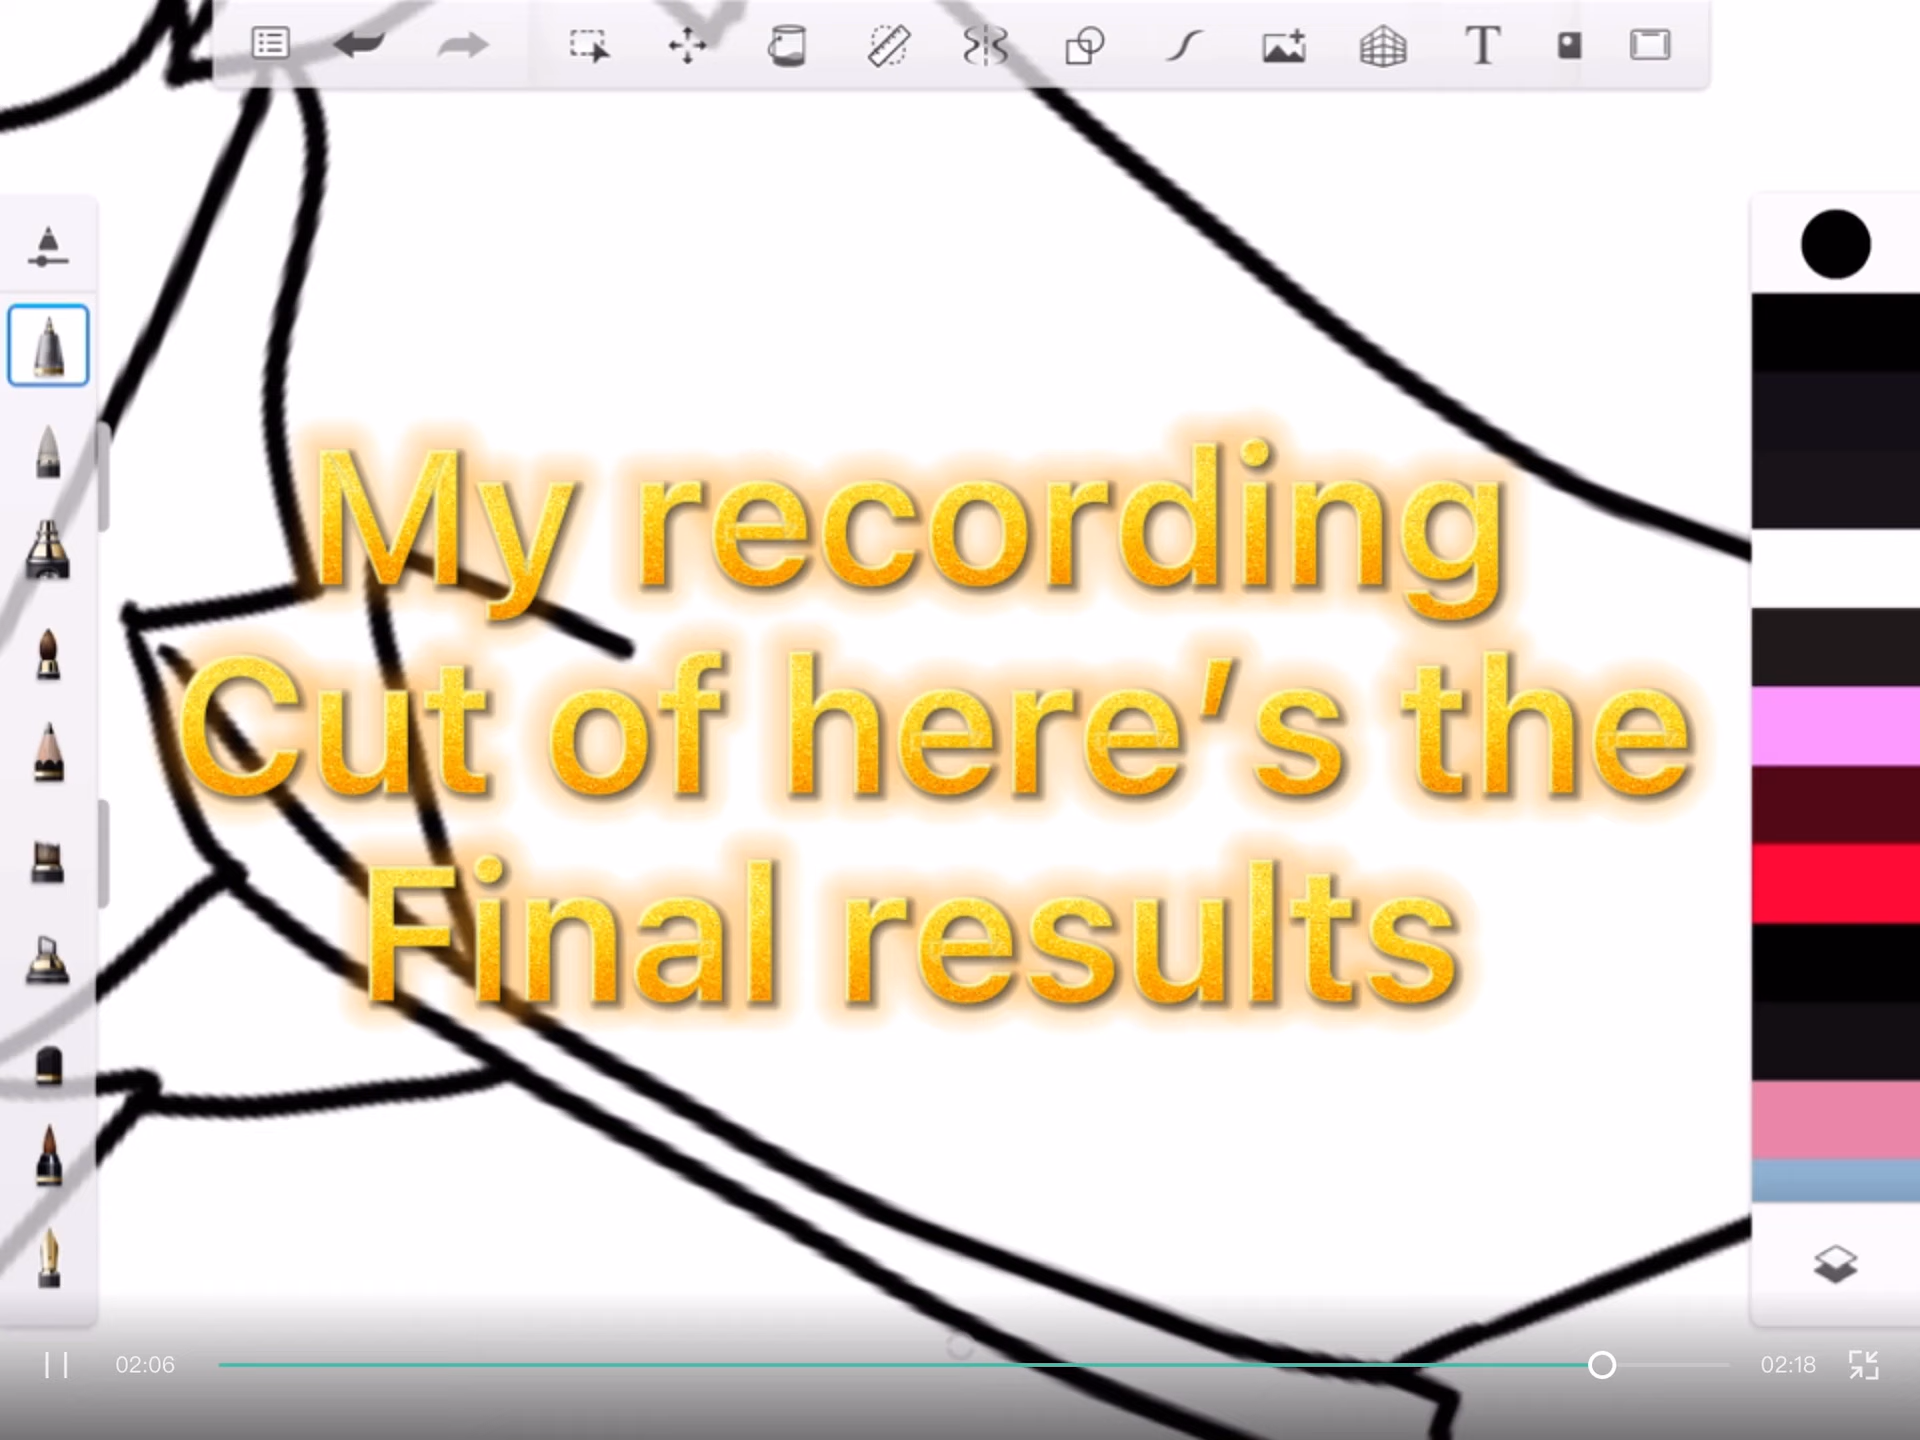 My recording
Cut of here’s the
Final results
02:06
02:18